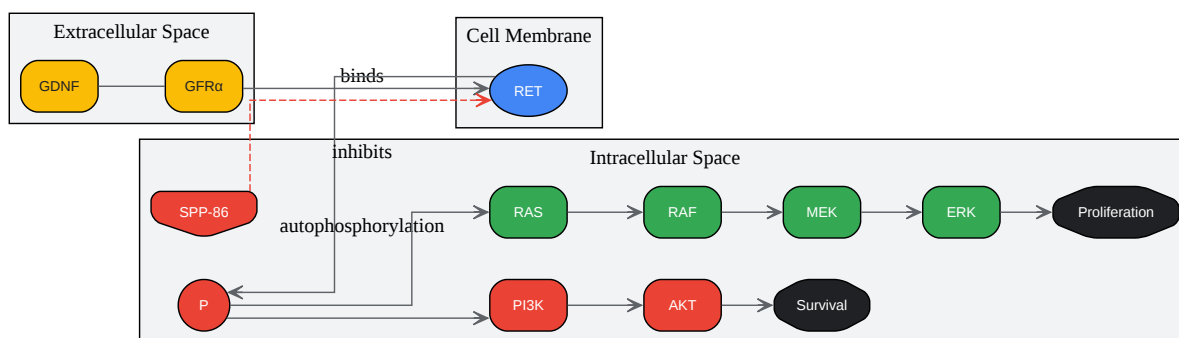 Extracellular Space
Cell Membrane
GDNF
GFRα
binds
RET
inhibits
Intracellular Space
SPP-86
RAS
RAF
MEK
ERK
Proliferation
autophosphorylation
P
PI3K
AKT
Survival